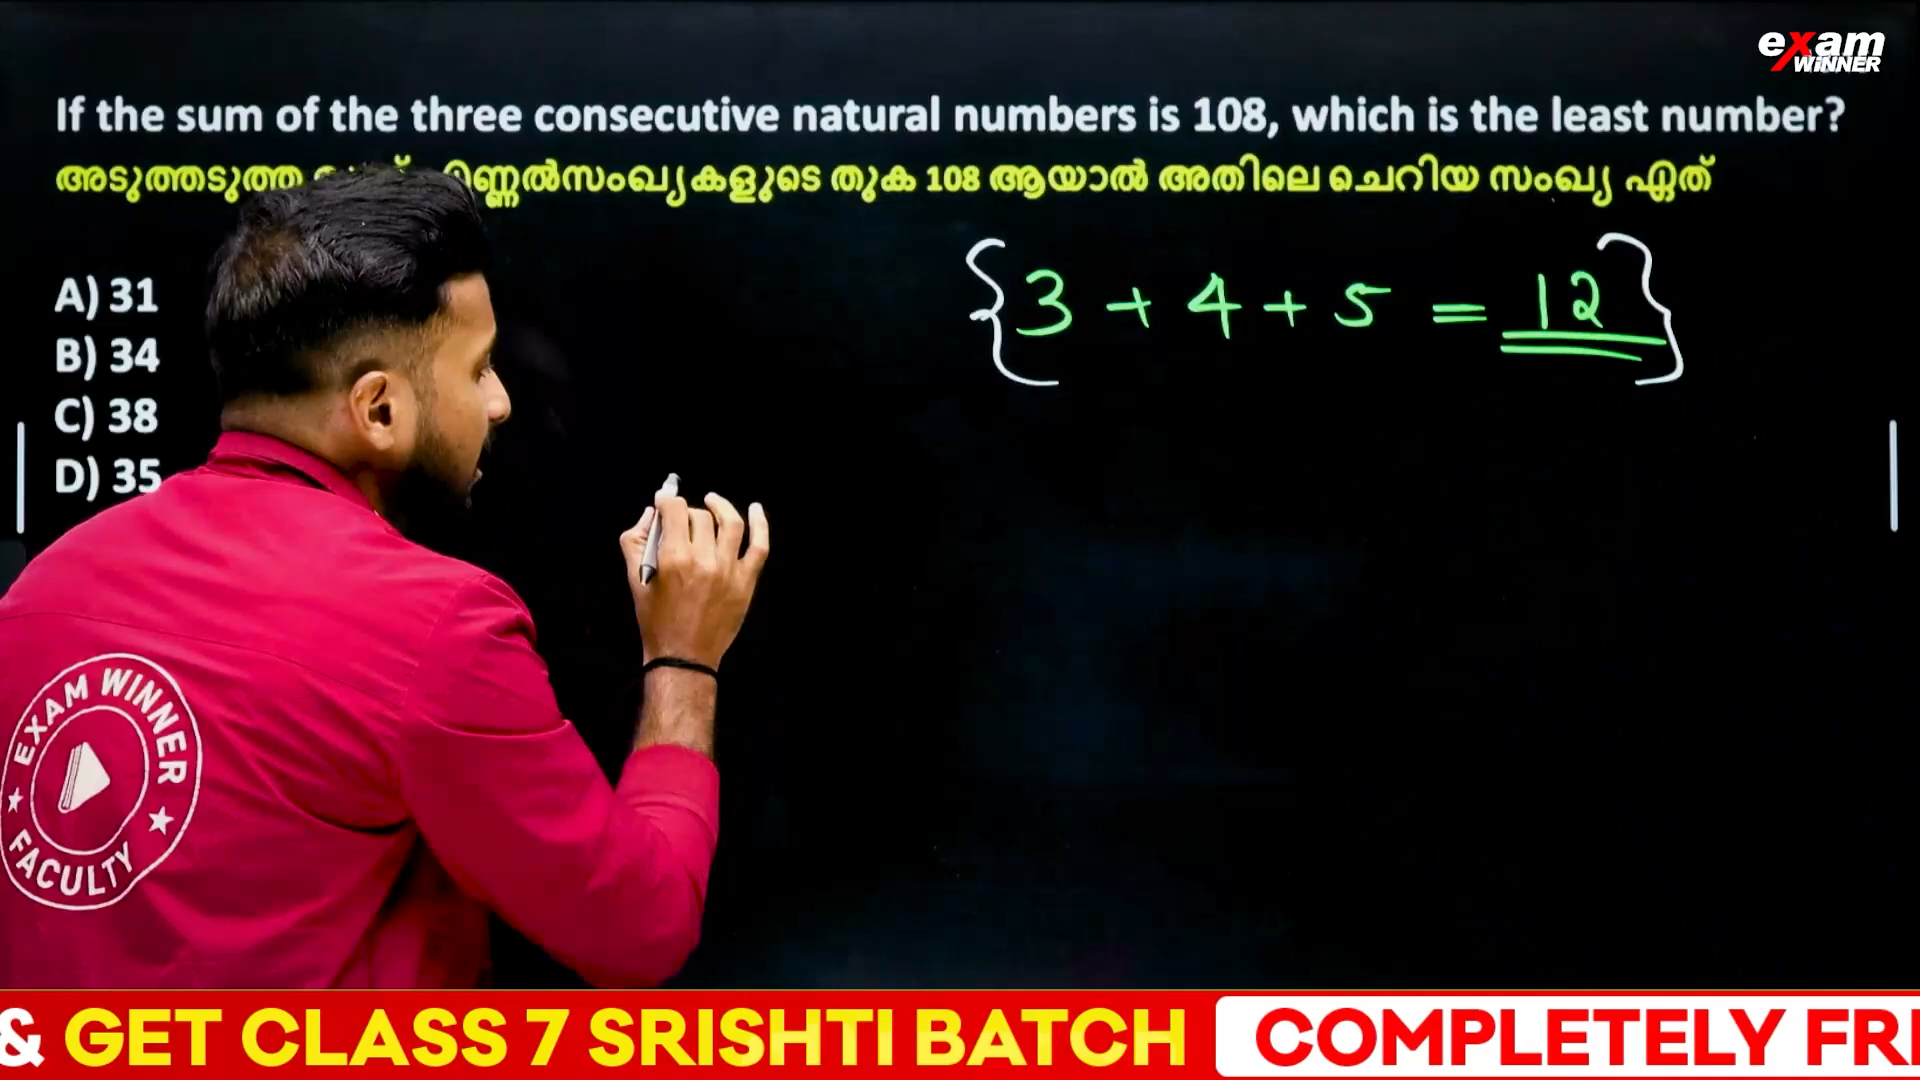 exam
WINNER
If the sum of the three consecutive natural numbers is 108, which is the least number?
അടുത്തടുത്ത എണ്ണൽസംഖ്യകളുടെ തുക 108 ആയാൽ അതിലെ ചെറിയ സംഖ്യ ഏത്
{3 + 4 + 5 = 12}
A) 31
B) 34
C) 38
D) 35
EXAM WINNER
FACULTY
& GET CLASS 7 SRISHTI BATCH COMPLETELY